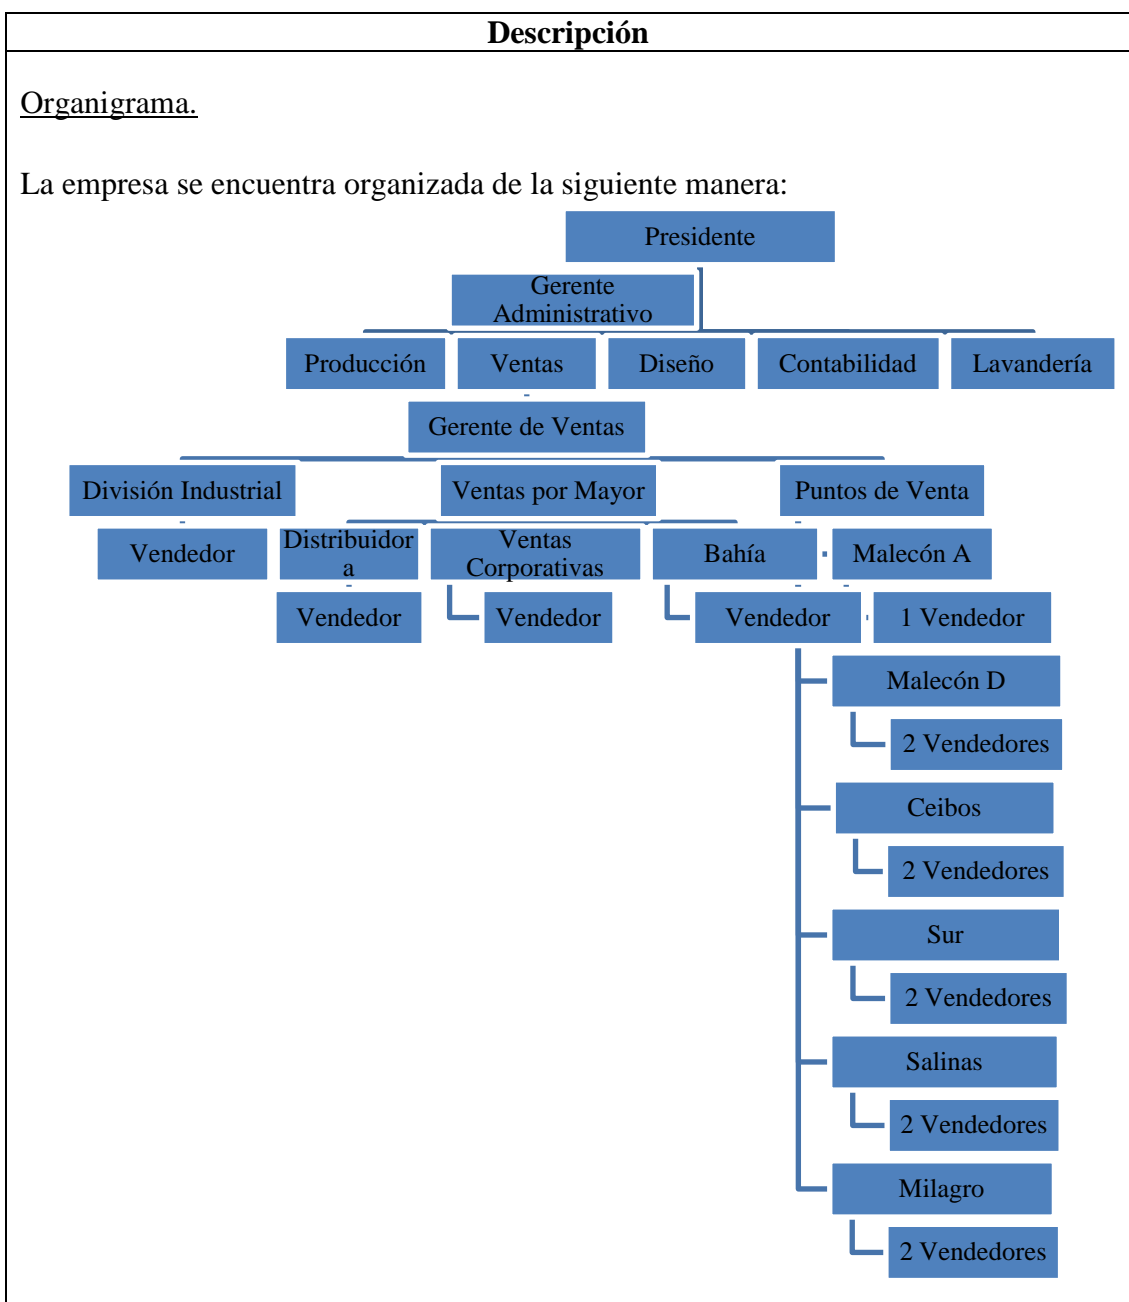 Descripción
Organigrama.
La empresa se encuentra organizada de la siguiente manera:
Presidente
Gerente
Administrativo
Producción
Ventas
Diseño
Contabilidad
Lavandería
Gerente de Ventas
División Industrial
Ventas por Mayor
Puntos de Venta
Vendedor
Distribuidor
a
Ventas
Corporativas
Bahía
Malecón A
Vendedor
Vendedor
Vendedor
1 Vendedor
Malecón D
2 Vendedores
Ceibos
2 Vendedores
Sur
2 Vendedores
Salinas
2 Vendedores
Milagro
2 Vendedores